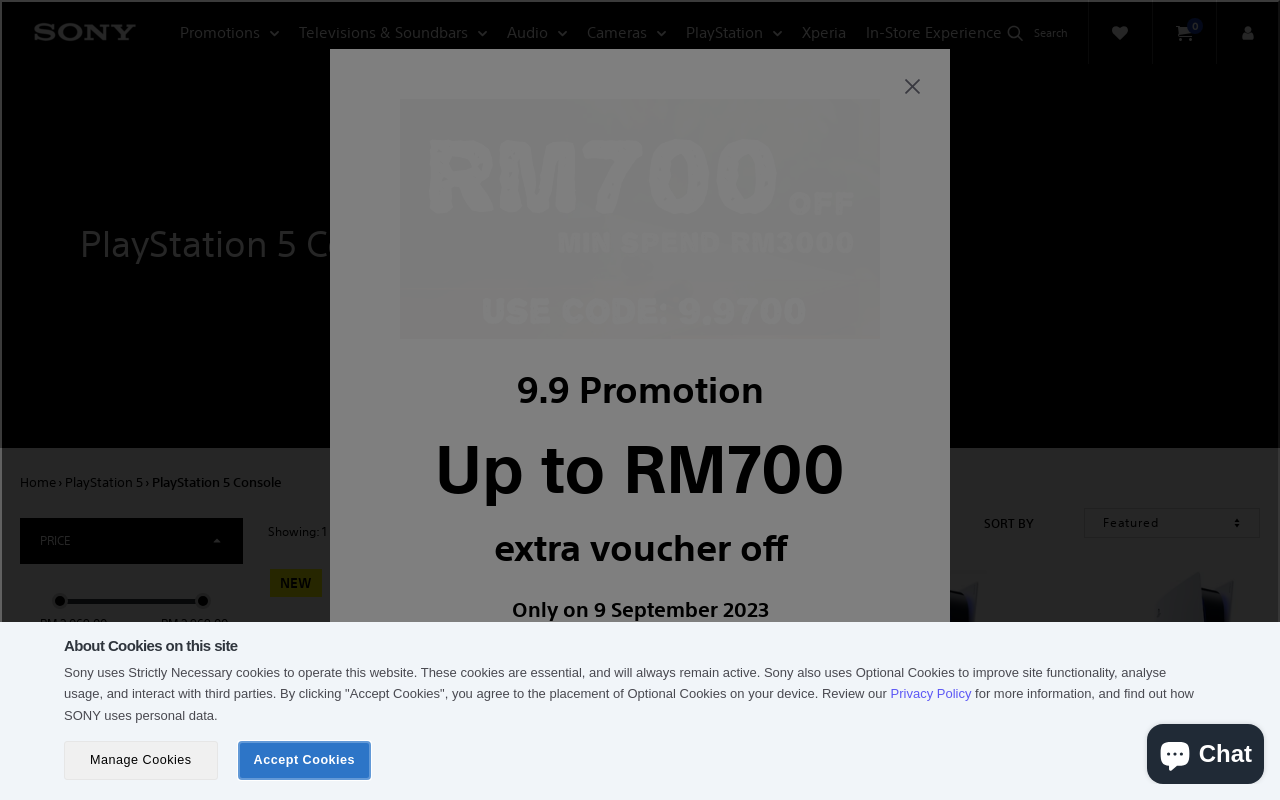 SONY
Promotions
Televisions & Soundbars
Audio
Cameras
PlayStation
Xperia
In-Store Experience
Search
0
RM700 OFF
MIN SPEND RM3000
USE CODE: 9.9700
PlayStation 5 C
9.9 Promotion
Up to RM700
extra voucher off
Only on 9 September 2023
Home › PlayStation 5 › PlayStation 5 Console
PRICE
Showing: 1
SORT BY
Featured
NEW
About Cookies on this site
Sony uses Strictly Necessary cookies to operate this website. These cookies are essential, and will always remain active. Sony also uses Optional Cookies to improve site functionality, analyse
usage, and interact with third parties. By clicking "Accept Cookies", you agree to the placement of Optional Cookies on your device. Review our Privacy Policy for more information, and find out how
SONY uses personal data.
Manage Cookies
Accept Cookies
Chat